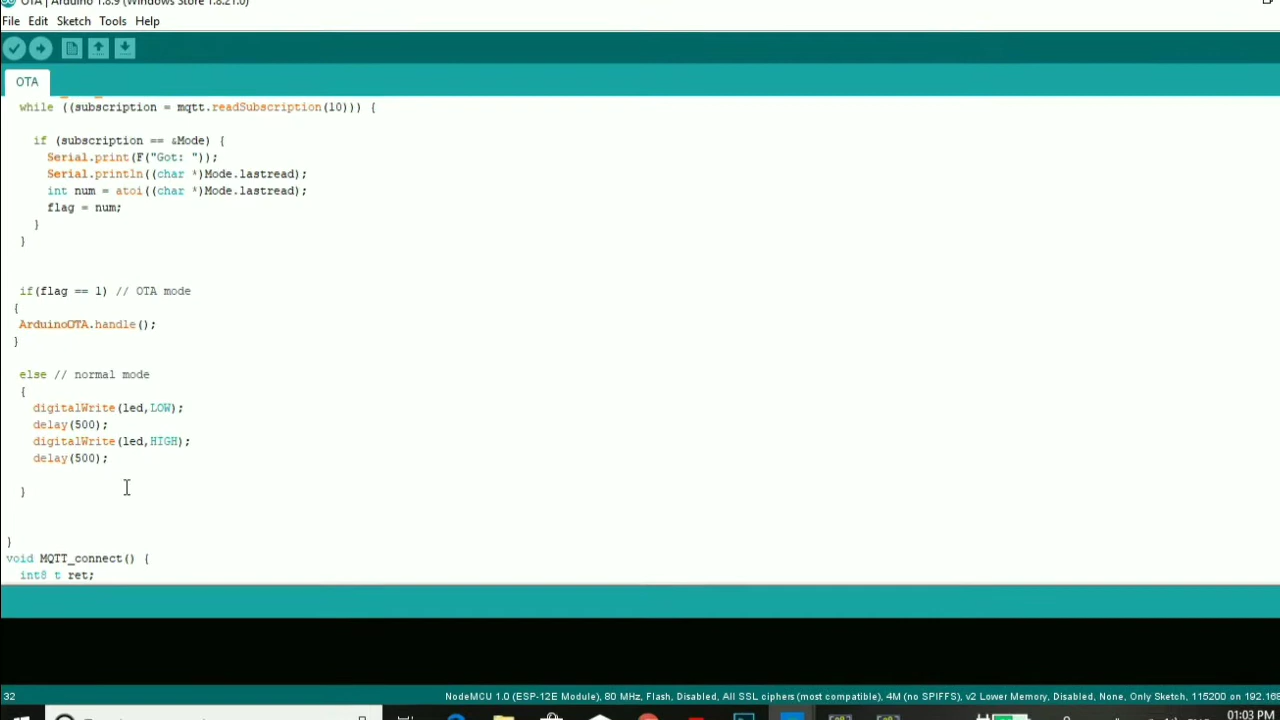 OTA | Arduino 1.8.9 (Windows Store 1.8.21.0)
File Edit Sketch Tools Help
OTA
while ((subscription = mqtt.readSubscription(10))) {
if (subscription == &Mode) {
Serial.print(F("Got: "));
Serial.println((char *)Mode.lastread);
int num = atoi((char *)Mode.lastread);
flag = num;
}
}
if(flag == 1) // OTA mode
{
ArduinoOTA.handle();
}
else // normal mode
{
digitalWrite(led,LOW);
delay(500);
digitalWrite(led,HIGH);
delay(500);
}
}
void MQTT_connect() {
int8_t ret;
32 NodeMCU 1.0 (ESP-12E Module), 80 MHz, Flash, Disabled, All SSL ciphers (most compatible), 4M (no SPIFFS), v2 Lower Memory, Disabled, None, Only Sketch, 115200 on 192.168
01:03 PM